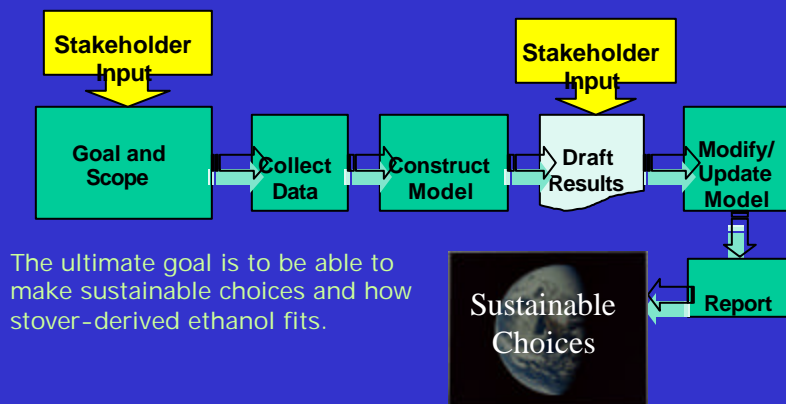 Stakeholder
Input
Stakeholder
Input
Goal and
Scope
Collect
Data
Construct
Model
Draft
Results
Modify/
Update
Model
The ultimate goal is to be able to
make sustainable choices and how
stover-derived ethanol fits.
Sustainable
Choices
Report